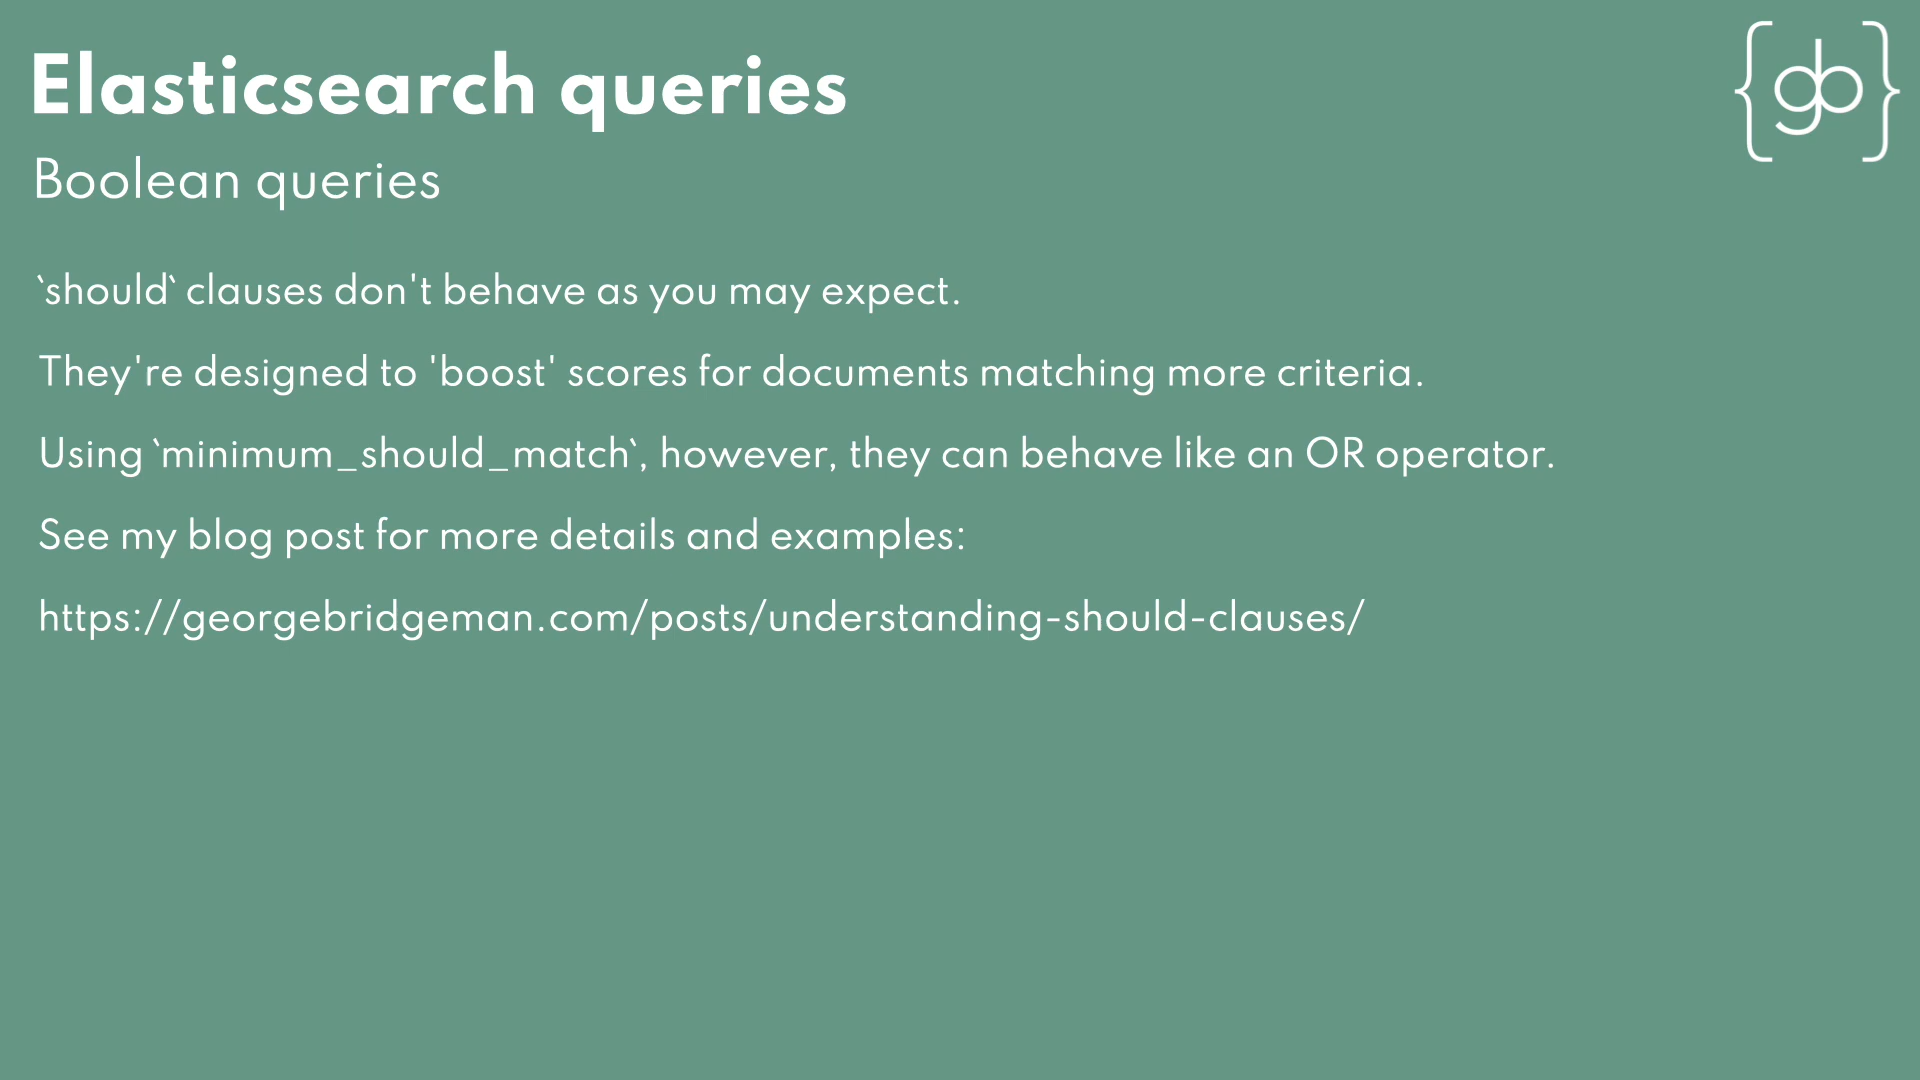 Elasticsearch queries
{gb}
Boolean queries
`should` clauses don't behave as you may expect.
They're designed to 'boost' scores for documents matching more criteria.
Using `minimum_should_match`, however, they can behave like an OR operator.
See my blog post for more details and examples:
https://georgebridgeman.com/posts/understanding-should-clauses/